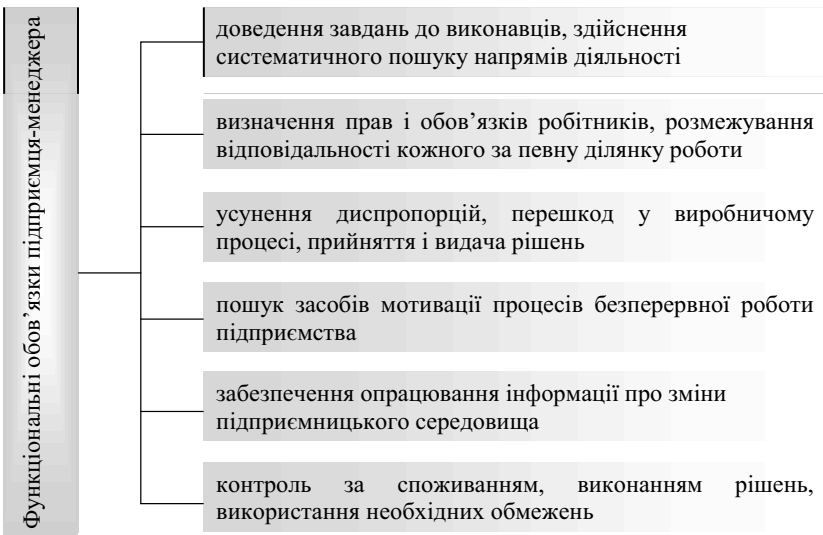 Функціональні обов’язки підприємця-менеджера
доведення завдань до виконавців, здійснення
систематичного пошуку напрямів діяльності
визначення прав і обов’язків робітників, розмежування
відповідальності кожного за певну ділянку роботи
усунення диспропорцій, перешкод у виробничому
процесі, прийняття і видача рішень
пошук засобів мотивації процесів безперервної роботи
підприємства
забезпечення опрацювання інформації про зміни
підприємницького середовища
контроль за споживанням, виконанням рішень,
використання необхідних обмежень